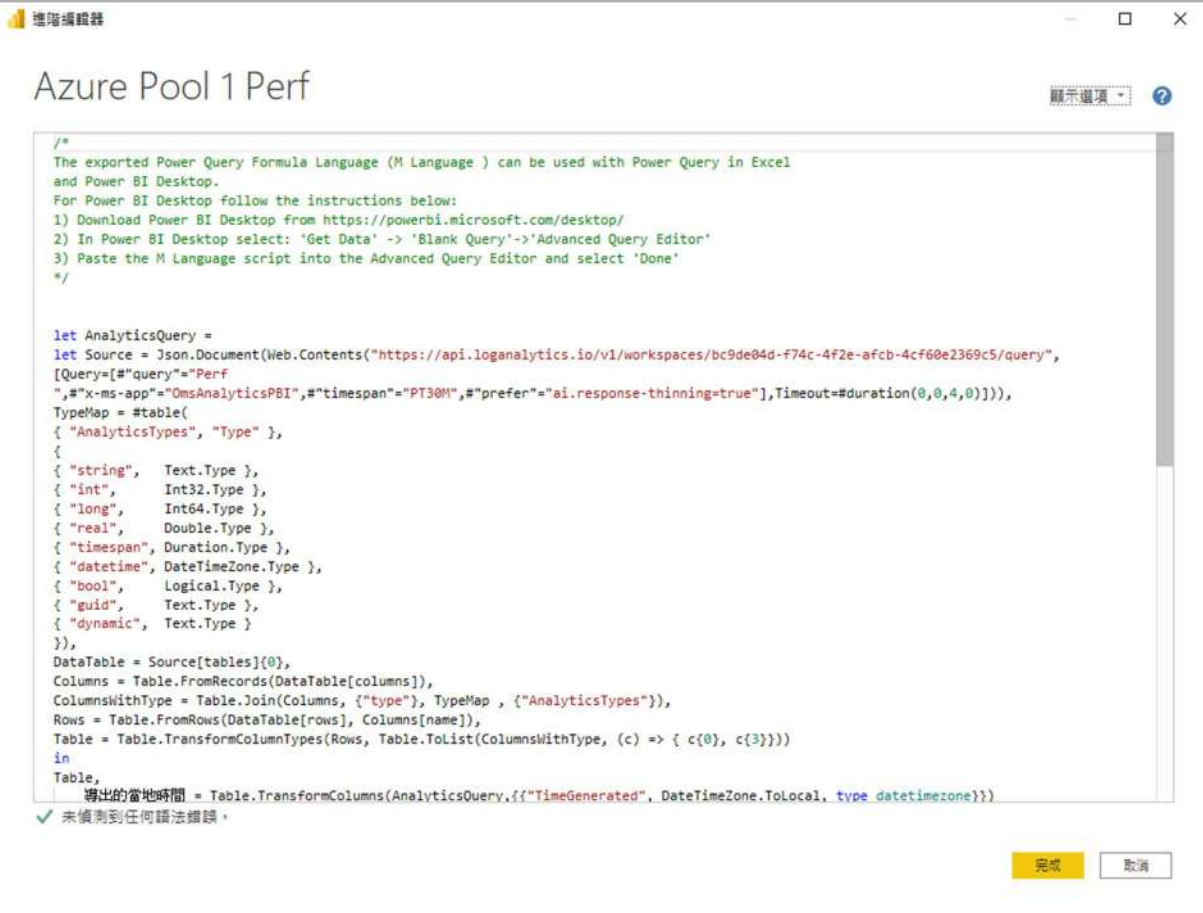 進階編輯器
Azure Pool 1 Perf
顯示選項
?
/*
The exported Power Query Formula Language (M Language ) can be used with Power Query in Excel
and Power BI Desktop.
For Power BI Desktop follow the instructions below:
1) Download Power BI Desktop from https://powerbi.microsoft.com/desktop/
2) In Power BI Desktop select: 'Get Data' -> 'Blank Query'->'Advanced Query Editor'
3) Paste the M Language script into the Advanced Query Editor and select 'Done'
*/
let AnalyticsQuery =
let Source = Json.Document(Web.Contents("https://api.loganalytics.io/v1/workspaces/bc9de04d-f74c-4f2e-afcb-4cf60e2369c5/query",
[Query=[#"query"="Perf
",#"x-ms-app"="OmsAnalyticsPBI",#"timespan"="PT30M",#"prefer"="ai.response-thinning=true"],Timeout=#duration(0,0,4,0)])),
TypeMap = #table(
{ "AnalyticsTypes", "Type" },
{
{ "string",   Text.Type },
{ "int",      Int32.Type },
{ "long",     Int64.Type },
{ "real",     Double.Type },
{ "timespan", Duration.Type },
{ "datetime", DateTimeZone.Type },
{ "bool",     Logical.Type },
{ "guid",     Text.Type },
{ "dynamic",  Text.Type }
}),
DataTable = Source[tables]{0},
Columns = Table.FromRecords(DataTable[columns]),
ColumnsWithType = Table.Join(Columns, {"type"}, TypeMap , {"AnalyticsTypes"}),
Rows = Table.FromRows(DataTable[rows], Columns[name]),
Table = Table.TransformColumnTypes(Rows, Table.ToList(ColumnsWithType, (c) => { c{0}, c{3}}))
in
Table,
導出的當地時間 = Table.TransformColumns(AnalyticsQuery,{{"TimeGenerated", DateTimeZone.ToLocal, type datetimezone}})
未偵測到任何語法錯誤。
完成
取消